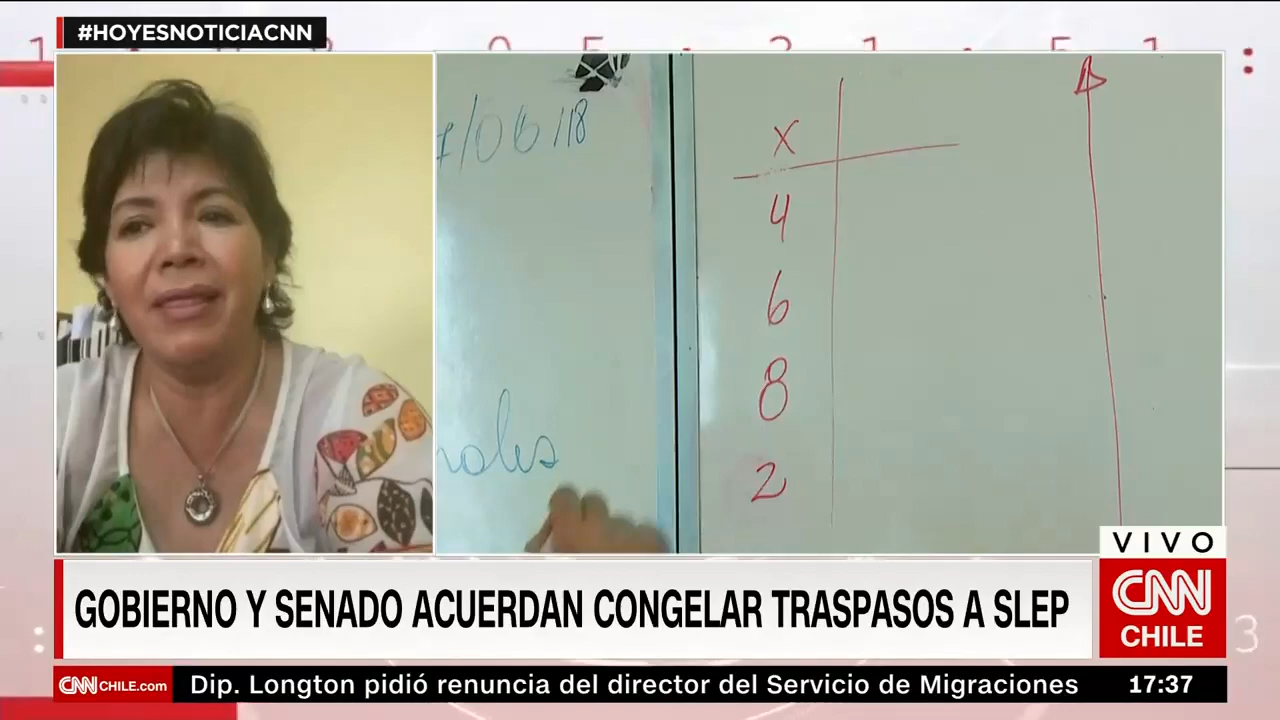 #HOYESNOTICIACNN
/06/18
X
4
6
8
2
VIVO
GOBIERNO Y SENADO ACUERDAN CONGELAR TRASPASOS A SLEP
CNN
CHILE
CNNCHILE.com
Dip. Longton pidió renuncia del director del Servicio de Migraciones
17:37